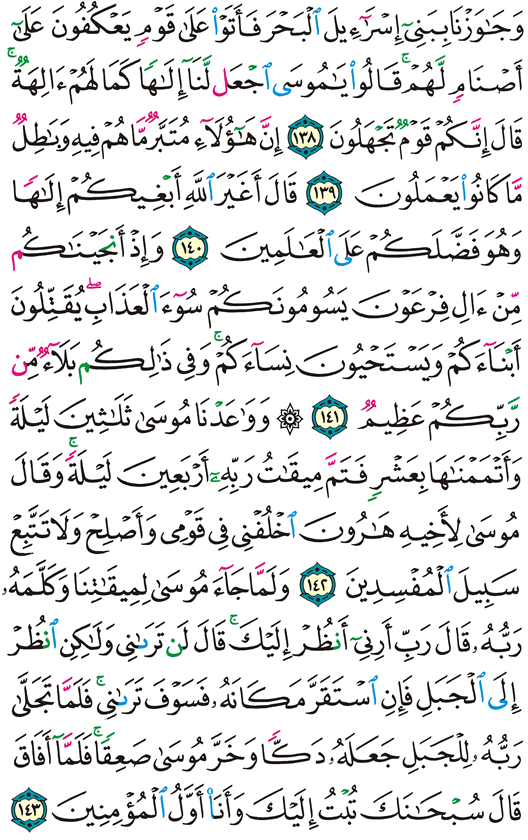 وَجَٰوَزْنَا بِبَنِىٓ إِسْرَٰٓءِيلَ ٱلْبَحْرَ فَأَتَوْا۟ عَلَىٰ قَوْمٍ يَعْكُفُونَ عَلَىٰٓ
أَصْنَامٍ لَّهُمْ ۚ قَالُوا۟ يَٰمُوسَى ٱجْعَل لَّنَآ إِلَٰهًا كَمَا لَهُمْ ءَالِهَةٌ ۚ
قَالَ إِنَّكُمْ قَوْمٌ تَجْهَلُونَ ١٣٨ إِنَّ هَٰٓؤُلَآءِ مُتَبَّرٌ مَّا هُمْ فِيهِ وَبَٰطِلٌ
مَّا كَانُوا۟ يَعْمَلُونَ ١٣٩ قَالَ أَغَيْرَ ٱللَّهِ أَبْغِيكُمْ إِلَٰهًا
وَهُوَ فَضَّلَكُمْ عَلَى ٱلْعَٰلَمِينَ ١٤٠ وَإِذْ أَنجَيْنَٰكُم
مِّنْ ءَالِ فِرْعَوْنَ يَسُومُونَكُمْ سُوٓءَ ٱلْعَذَابِ ۖ يُقَتِّلُونَ
أَبْنَآءَكُمْ وَيَسْتَحْيُونَ نِسَآءَكُمْ ۚ وَفِى ذَٰلِكُم بَلَآءٌ مِّن
رَّبِّكُمْ عَظِيمٌ ١٤١ ۞ وَوَٰعَدْنَا مُوسَىٰ ثَلَٰثِينَ لَيْلَةً
وَأَتْمَمْنَٰهَا بِعَشْرٍ فَتَمَّ مِيقَٰتُ رَبِّهِۦٓ أَرْبَعِينَ لَيْلَةً ۚ وَقَالَ
مُوسَىٰ لِأَخِيهِ هَٰرُونَ ٱخْلُفْنِى فِى قَوْمِى وَأَصْلِحْ وَلَا تَتَّبِعْ
سَبِيلَ ٱلْمُفْسِدِينَ ١٤٢ وَلَمَّا جَآءَ مُوسَىٰ لِمِيقَٰتِنَا وَكَلَّمَهُۥ
رَبُّهُۥ قَالَ رَبِّ أَرِنِىٓ أَنظُرْ إِلَيْكَ ۚ قَالَ لَن تَرَىٰنِى وَلَٰكِنِ ٱنظُرْ
إِلَى ٱلْجَبَلِ فَإِنِ ٱسْتَقَرَّ مَكَانَهُۥ فَسَوْفَ تَرَىٰنِى ۚ فَلَمَّا تَجَلَّىٰ
رَبُّهُۥ لِلْجَبَلِ جَعَلَهُۥ دَكًّا وَخَرَّ مُوسَىٰ صَعِقًا ۚ فَلَمَّآ أَفَاقَ
قَالَ سُبْحَٰنَكَ تُبْتُ إِلَيْكَ وَأَنَا۠ أَوَّلُ ٱلْمُؤْمِنِينَ ١٤٣